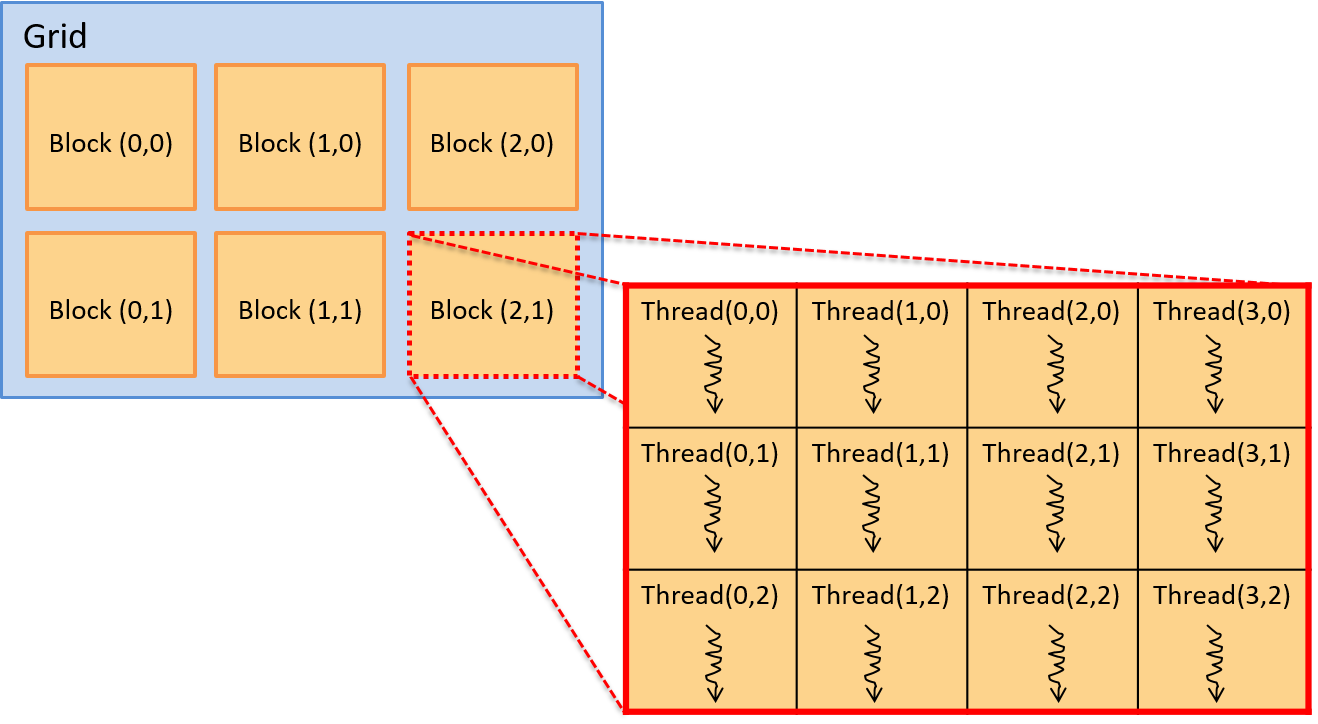 Grid
Block (0,0) Block (1,0) Block (2,0)
Block (0,1) Block (1,1) Block (2,1)
Thread(0,0) Thread(1,0) Thread(2,0) Thread(3,0)
Thread(0,1) Thread(1,1) Thread(2,1) Thread(3,1)
Thread(0,2) Thread(1,2) Thread(2,2) Thread(3,2)